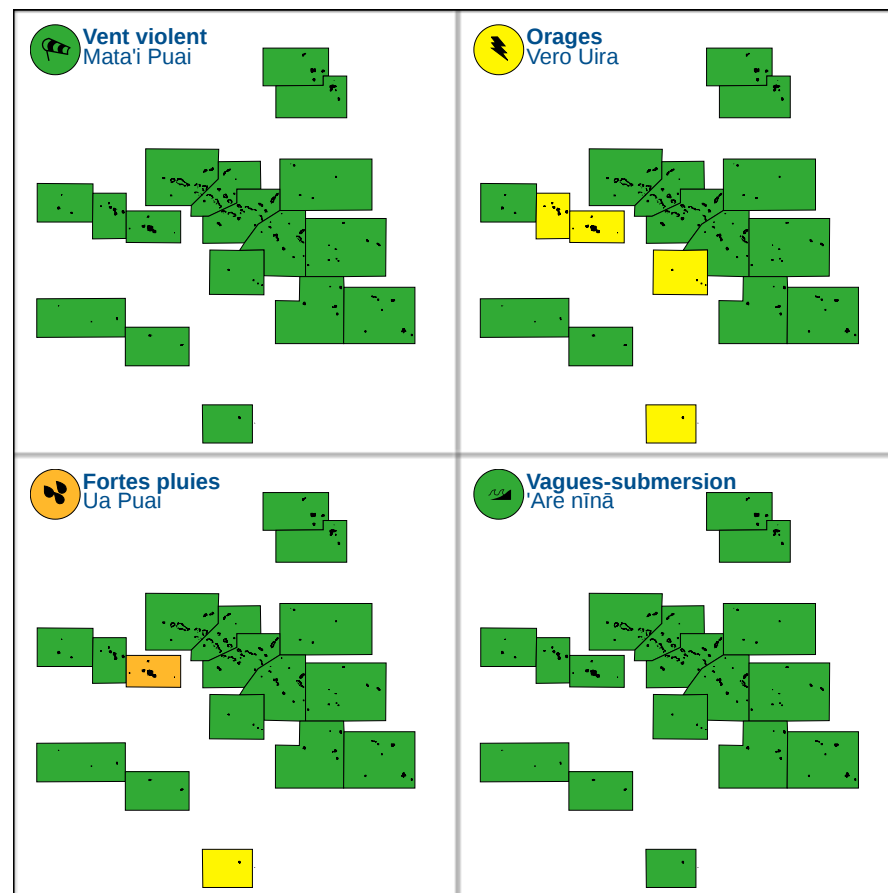 Vent violent
Mata'i Puai
Orages
Vero Uira
Fortes pluies
Ua Puai
Vagues-submersion
'Are nīnā